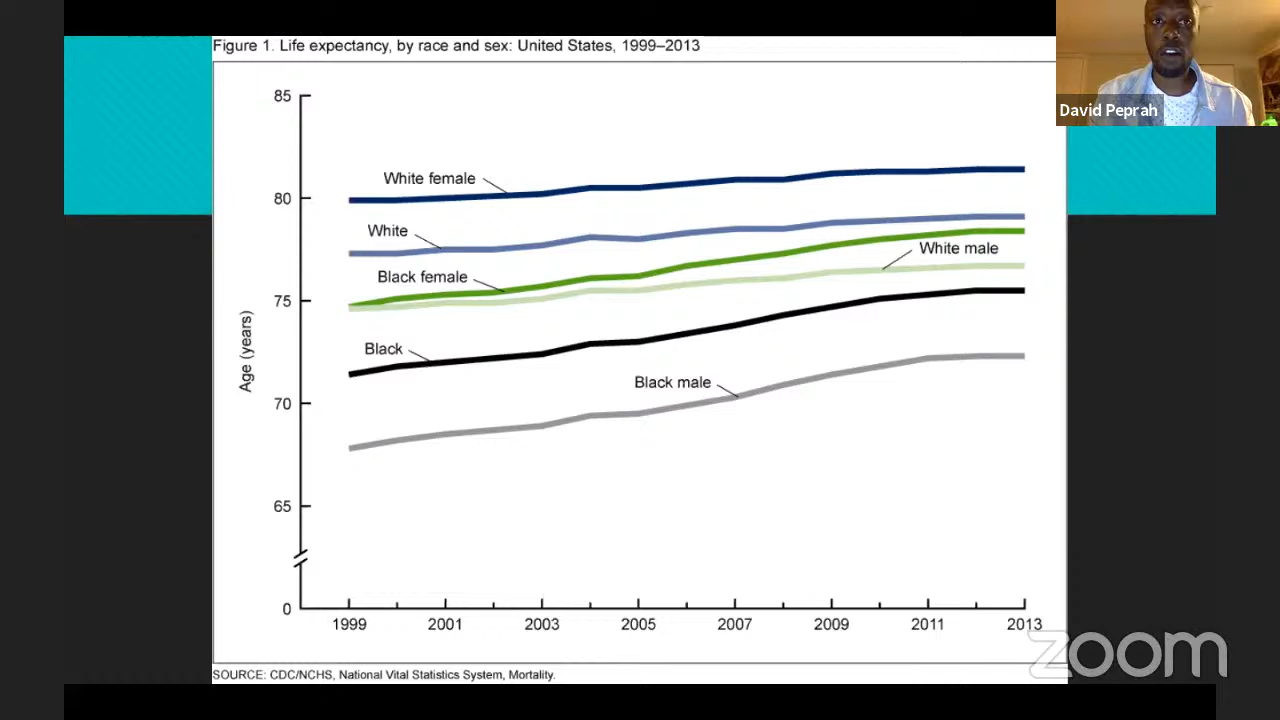 Figure 1. Life expectancy, by race and sex: United States, 1999–2013
David Peprah
85
White female
80
White
White male
Black female
75
Age (years)
Black
Black male
70
65
0
1999 2001 2003 2005 2007 2009 2011 2013
zoom
SOURCE: CDC/NCHS, National Vital Statistics System, Mortality.